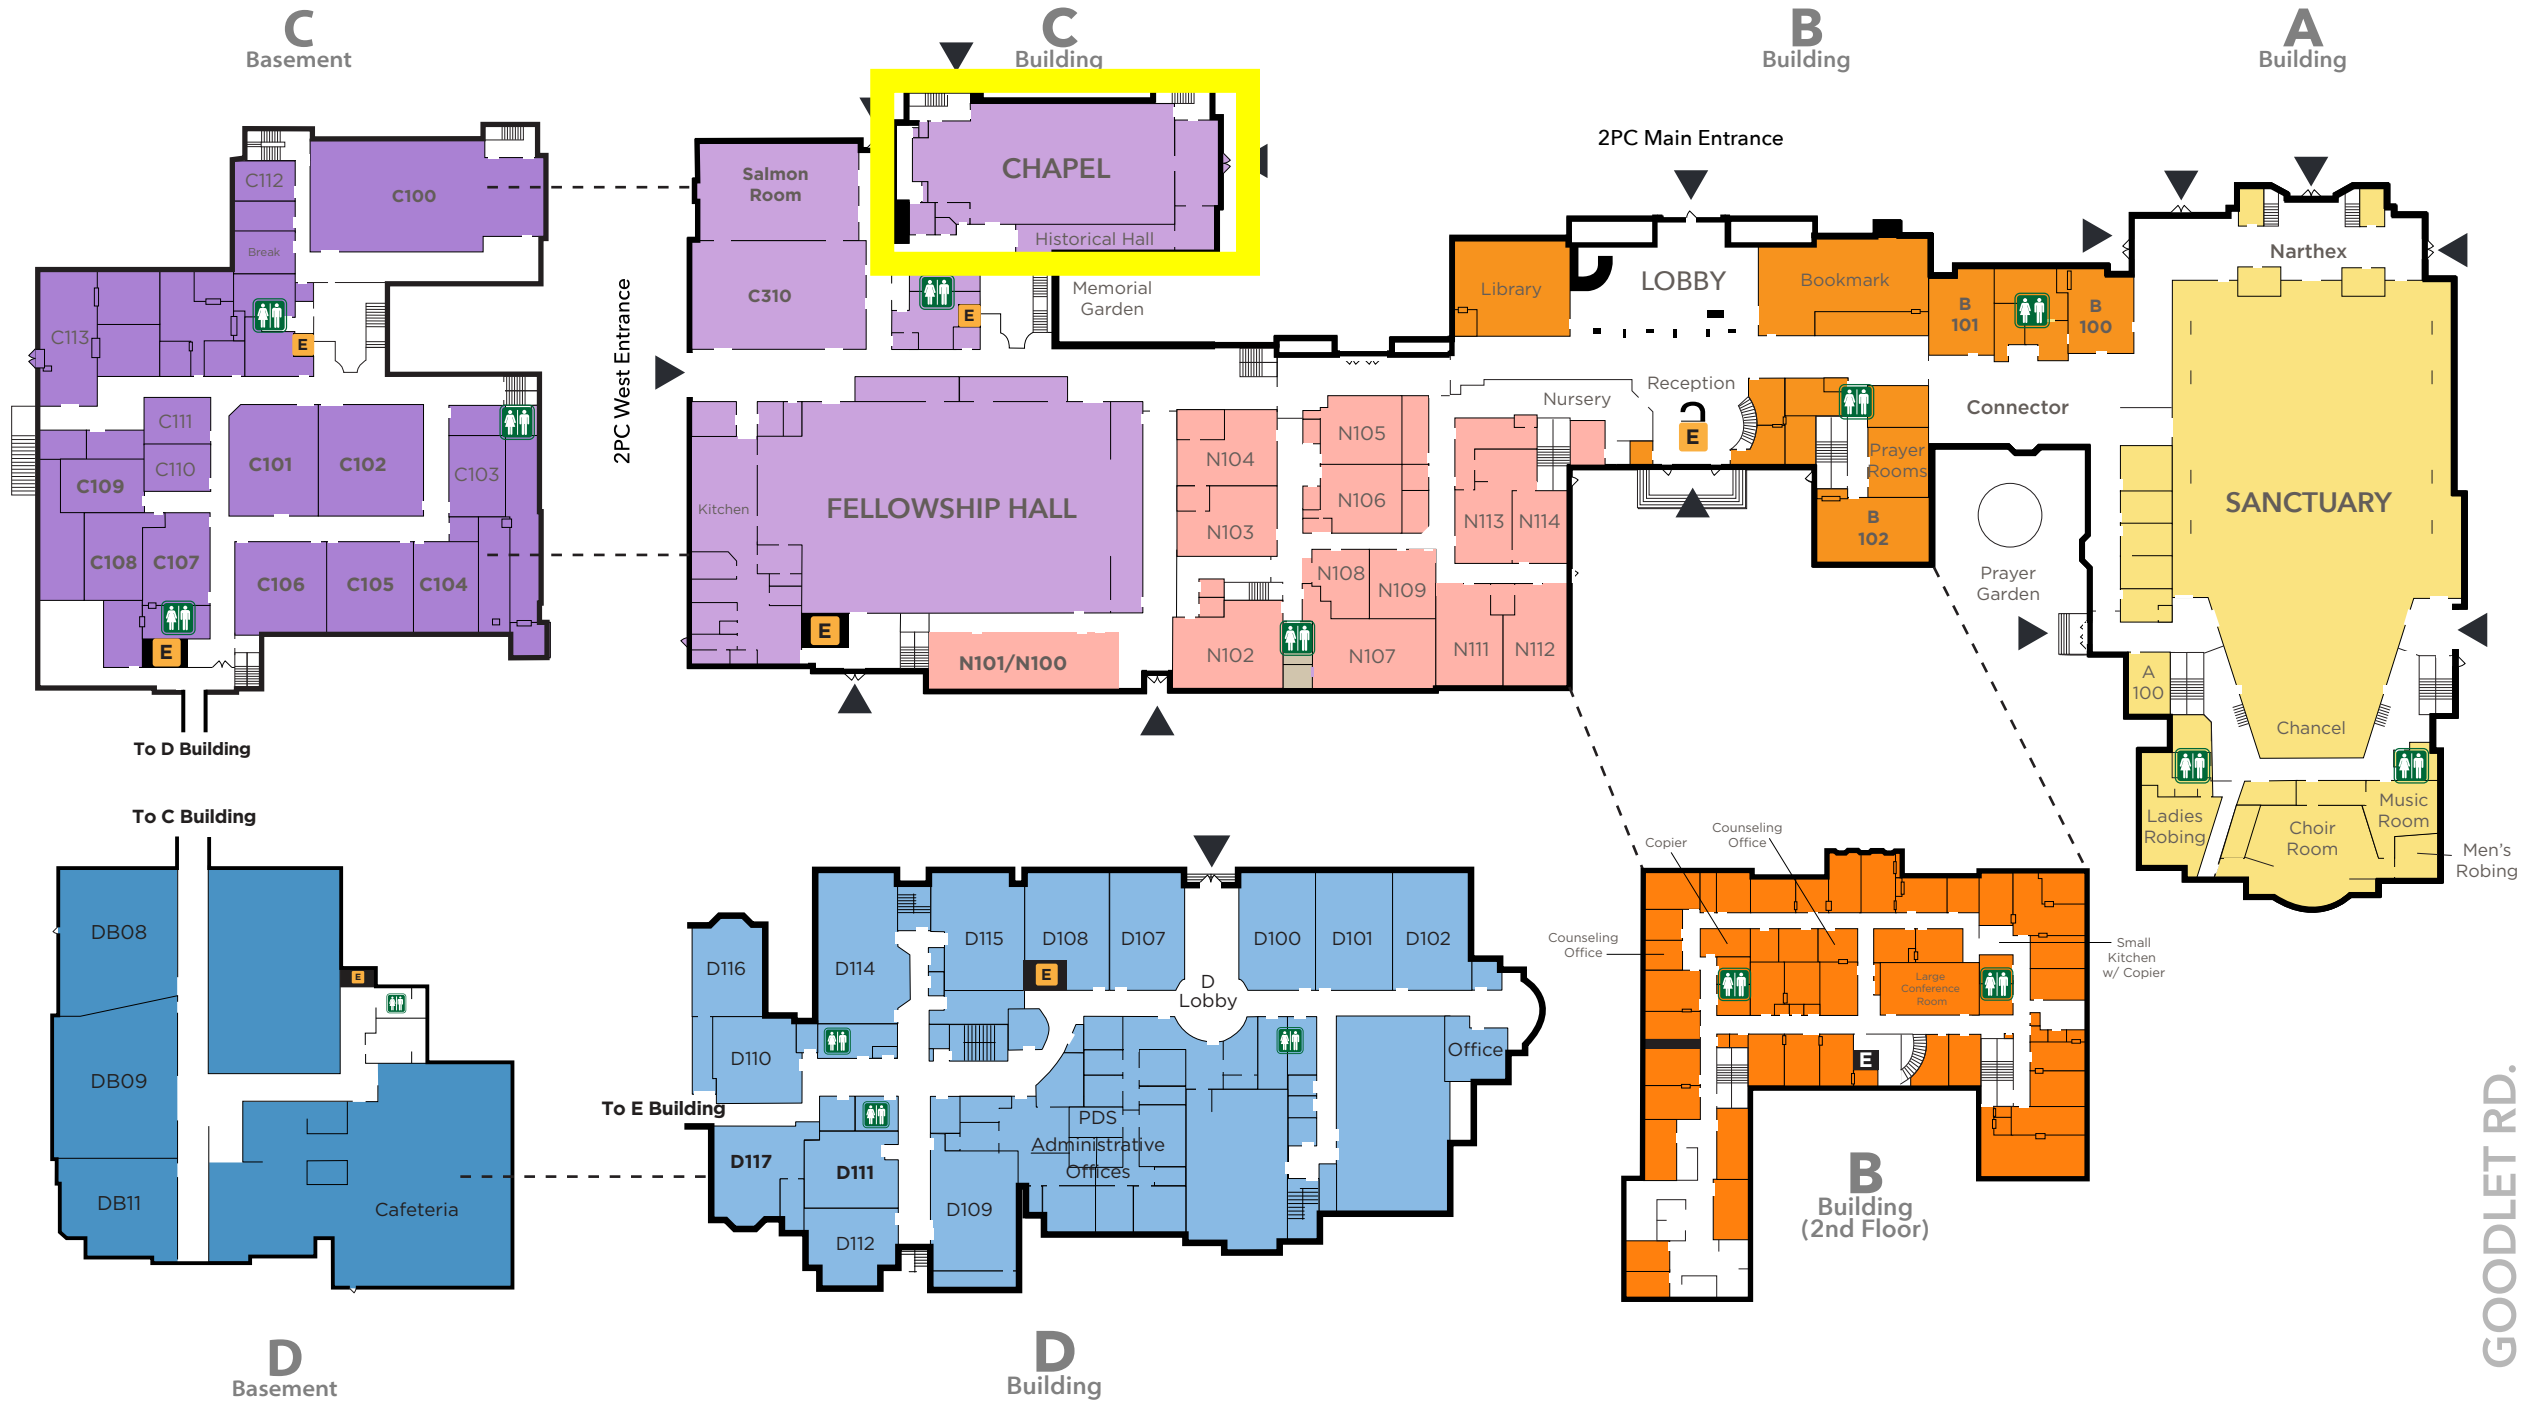 C
Basement
C
Building
B
Building
A
Building
2PC Main Entrance
C112
C100
Break
C113
E
C111
C110
C101
C102
C103
C109
C108
C107
C106
C105
C104
E
To D Building
2PC West Entrance
Salmon
Room
C310
CHAPEL
Historical Hall
E
Memorial
Garden
Kitchen
FELLOWSHIP HALL
E
N101/N100
N104
N103
N102
N105
N106
N108
N109
N107
N113
N114
N111
N112
Library
LOBBY
Bookmark
B
101
B
100
Nursery
Reception
E
Prayer
Rooms
B
102
Connector
Narthex
SANCTUARY
Prayer
Garden
A
100
Chancel
Ladies
Robing
Choir
Room
Music
Room
Men's
Robing
To C Building
DB08
E
DB09
DB11
Cafeteria
D
Basement
D116
D114
D115
D108
E
D107
D
Lobby
D100
D101
D102
D110
Office
To E Building
PDS
Administrative
Offices
D117
D111
D109
D112
D
Building
Copier
Counseling
Office
Counseling
Office
Large
Conference
Room
Small
Kitchen
w/ Copier
E
B
Building
(2nd Floor)
GOODLET RD.